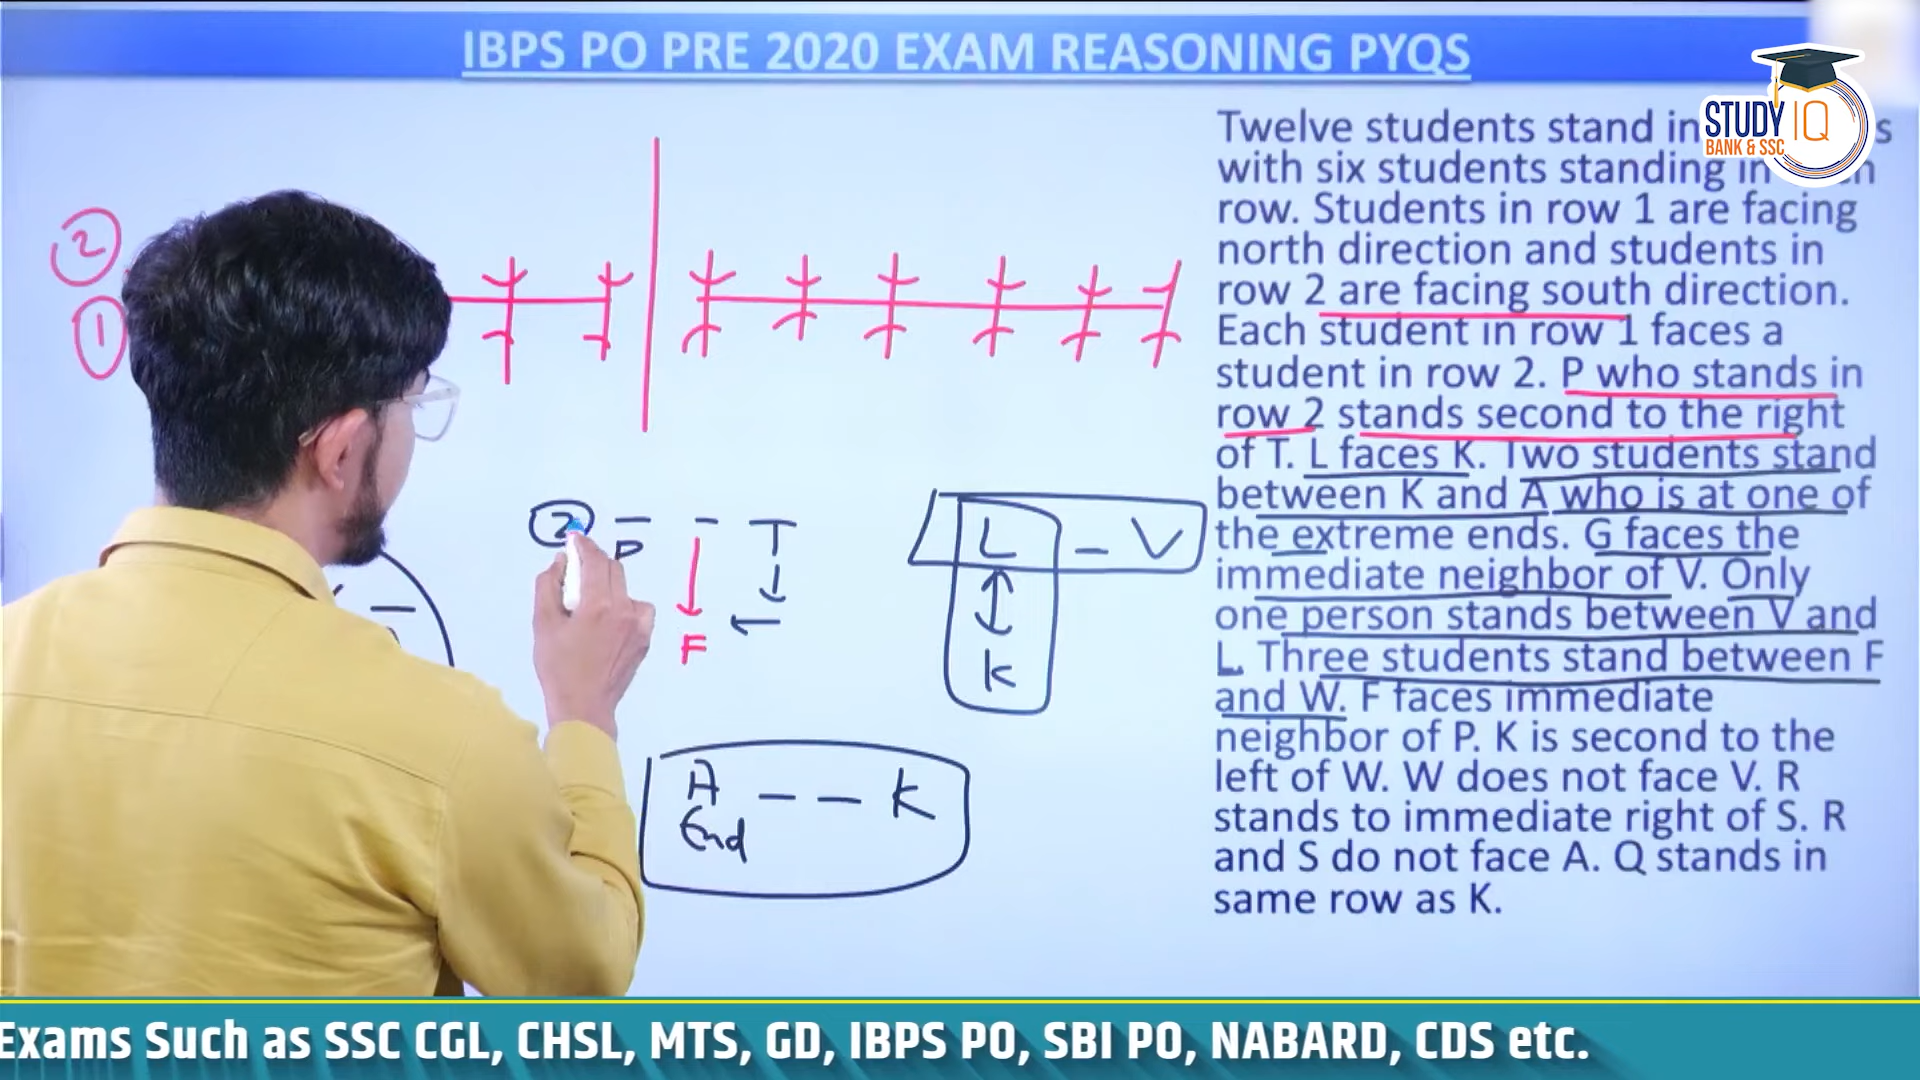 IBPS PO PRE 2020 EXAM REASONING PYQS
STUDY IQ
BANK & SSC
Twelve students stand in s
with six students standing in
row. Students in row 1 are facing
north direction and students in
row 2 are facing south direction.
Each student in row 1 faces a
student in row 2. P who stands in
row 2 stands second to the right
of T. L faces K. Two students stand
between K and A who is at one of
the extreme ends. G faces the
immediate neighbor of V. Only
one person stands between V and
L. Three students stand between F
and W. F faces immediate
neighbor of P. K is second to the
left of W. W does not face V. R
stands to immediate right of S. R
and S do not face A. Q stands in
same row as K.
2
1
2 – – T
P
F
L – V
K
A – – K
End
Exams Such as SSC CGL, CHSL, MTS, GD, IBPS PO, SBI PO, NABARD, CDS etc.